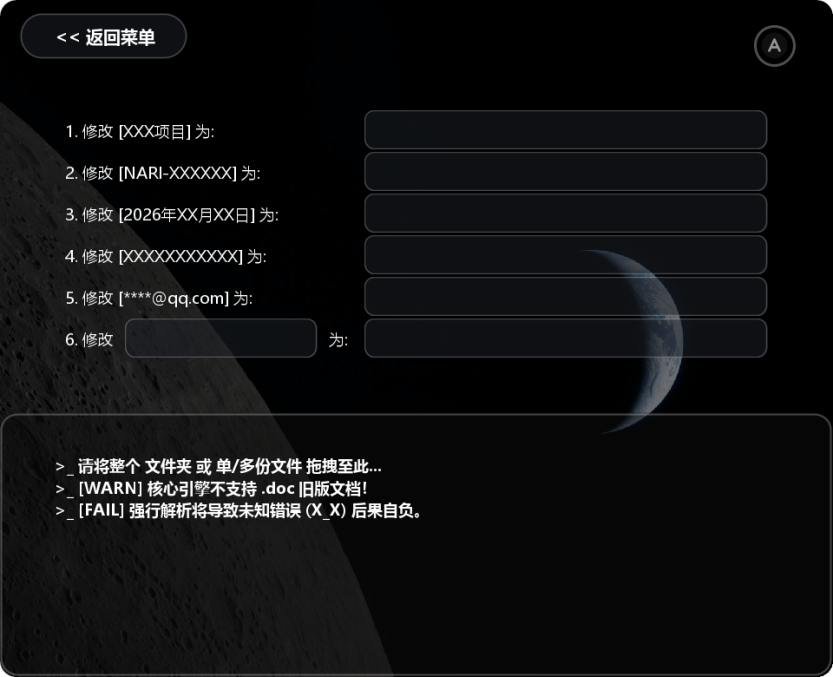 << 返回菜单
A
1. 修改 [XXX项目] 为:
2. 修改 [NARI-XXXXXX] 为:
3. 修改 [2026年XX月XX日] 为:
4. 修改 [XXXXXXXXXXX] 为:
5. 修改 [****@qq.com] 为:
6. 修改 为:
>_ 请将整个 文件夹 或 单/多份文件 拖拽至此...
>_ [WARN] 核心引擎不支持 .doc 旧版文档!
>_ [FAIL] 强行解析将导致未知错误 (X_X) 后果自负。